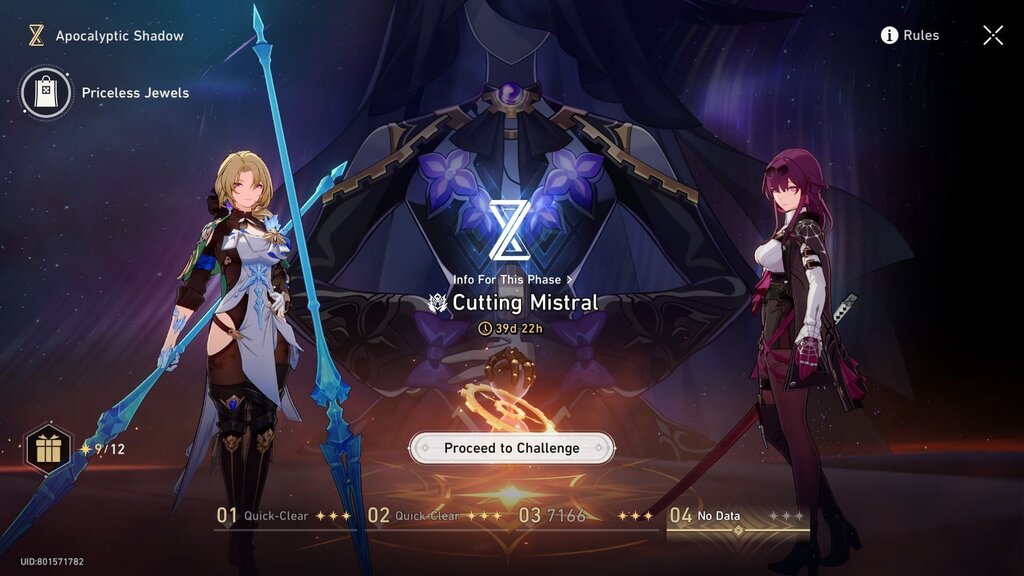 Apocalyptic Shadow
Rules
Priceless Jewels
Info For This Phase
Cutting Mistral
39d 22h
9/12
Proceed to Challenge
01 Quick-Clear
02 Quick-Clear
03 7166
04 No Data
UID:801571782